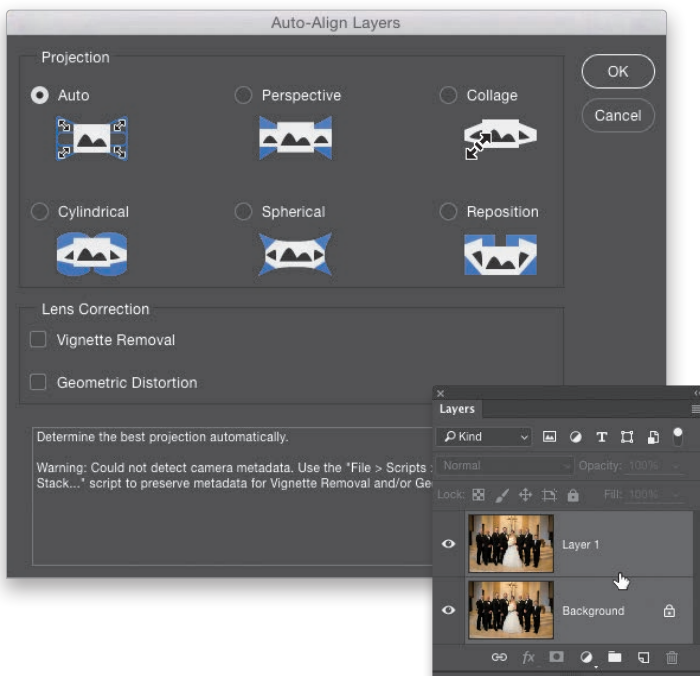 Auto-Align Layers
Projection
Auto
Perspective
Collage
OK
Cancel
Cylindrical
Spherical
Reposition
Lens Correction
Vignette Removal
Geometric Distortion
Determine the best projection automatically.
Warning: Could not detect camera metadata. Use the "File > Scripts >
Stack..." script to preserve metadata for Vignette Removal and/or
Layers
Kind
Normal
Opacity: 100%
Lock:
Fill: 100%
Layer 1
Background
fx